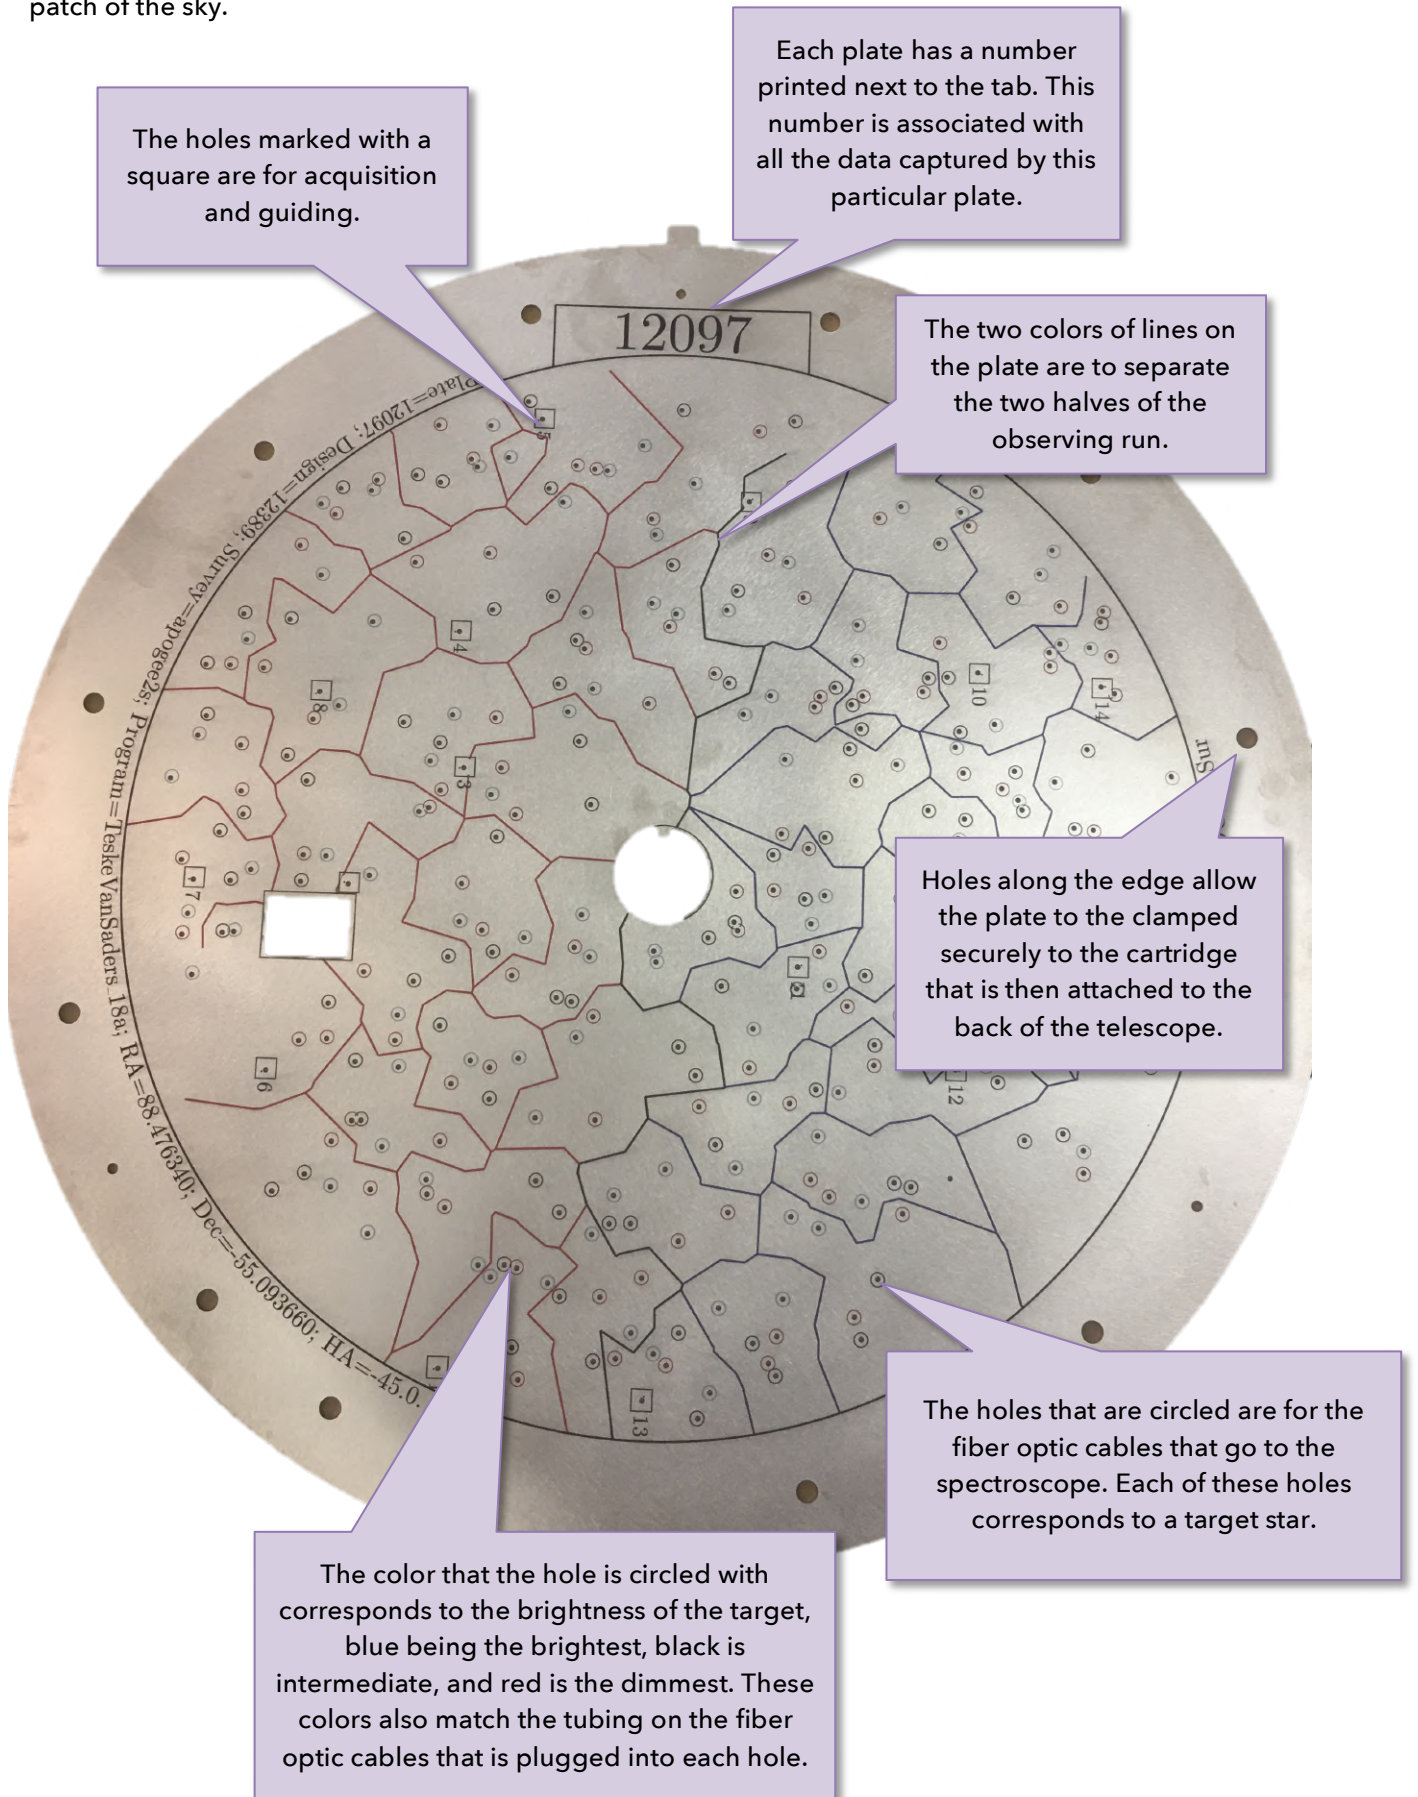 patch of the sky.
Each plate has a number
printed next to the tab. This
number is associated with
all the data captured by this
particular plate.
The holes marked with a
square are for acquisition
and guiding.
12097
The two colors of lines on
the plate are to separate
the two halves of the
observing run.
Plate=12097; Design=12389; Survey=apogee2s; Program=TeskeVanSaders_18a; RA=88.476340; Dec=-55.093660; HA=-45.0.
Sur
5
4
8
10
14
3
7
Holes along the edge allow
the plate to the clamped
securely to the cartridge
that is then attached to the
back of the telescope.
6
12
13
The holes that are circled are for the
fiber optic cables that go to the
spectroscope. Each of these holes
corresponds to a target star.
The color that the hole is circled with
corresponds to the brightness of the target,
blue being the brightest, black is
intermediate, and red is the dimmest. These
colors also match the tubing on the fiber
optic cables that is plugged into each hole.